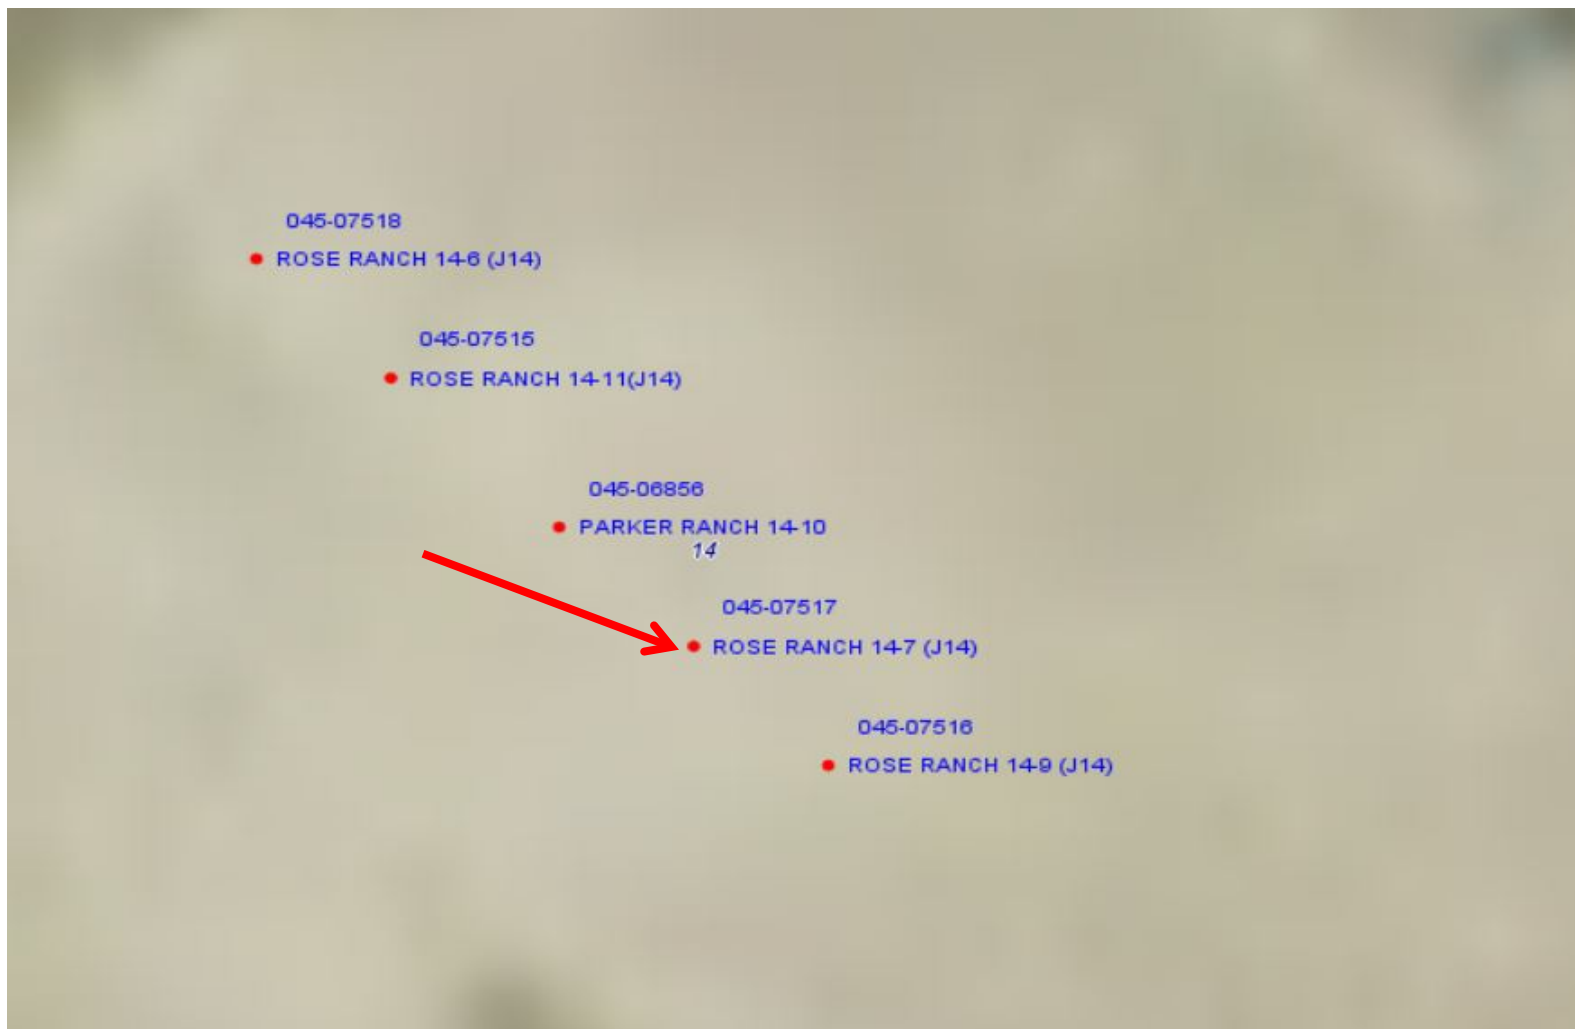 045-07518
ROSE RANCH 14-6 (J14)
045-07515
ROSE RANCH 14-11(J14)
045-06856
PARKER RANCH 14-10
14
045-07517
ROSE RANCH 14-7 (J14)
045-07516
ROSE RANCH 14-9 (J14)